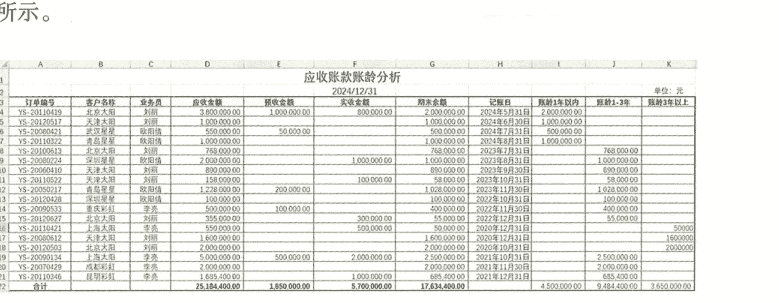 所示。
A B C D E F G H I J K
应收账款账龄分析
2024/12/31 单位：元
订单编号 客户名称 业务员 应收金额 预收金额 实收金额 期末余额 记账日 账龄1年以内 账龄1-3年 账龄3年以上
YS-20110419 北京大阳 刘丽 3,800,000.00 1,000,000.00 800,000.00 2,000,000.00 2024年5月31日 2,000,000.00
YS-20120517 天津大阳 刘丽 1,000,000.00 1,000,000.00 2024年6月30日 1,000,000.00
YS-20080421 武汉星星 欧阳倩 550,000.00 50,000.00 500,000.00 2024年7月31日 500,000.00
YS-20110322 青岛星星 欧阳倩 1,000,000.00 1,000,000.00 2024年8月31日 1,000,000.00
YS-20100613 北京大阳 刘丽 768,000.00 768,000.00 2023年7月31日 768,000.00
YS-20080224 深圳星星 欧阳倩 2,000,000.00 1,000,000.00 1,000,000.00 2023年8月31日 1,000,000.00
YS-20060410 天津大阳 刘丽 890,000.00 890,000.00 2023年9月30日 890,000.00
YS-20110522 天津大阳 刘丽 158,000.00 100,000.00 58,000.00 2023年10月31日 58,000.00
YS-20050217 青岛星星 欧阳倩 1,228,000.00 200,000.00 1,028,000.00 2023年11月30日 1,028,000.00
YS-20120428 深圳星星 欧阳倩 100,000.00 100,000.00 2022年10月31日 100,000.00
YS-20090533 重庆彩虹 李亮 500,000.00 100,000.00 400,000.00 2022年11月30日 400,000.00
YS-20120627 北京大阳 刘丽 355,000.00 300,000.00 55,000.00 2022年12月31日 55,000.00
YS-20110421 上海大阳 李亮 550,000.00 500,000.00 50,000.00 2020年12月31日 50000
YS-20080612 天津大阳 刘丽 1,600,000.00 1,600,000.00 2020年12月31日 1600000
YS-20120503 北京大阳 刘丽 2,000,000.00 2,000,000.00 2020年12月31日 2000000
YS-20090134 上海大阳 李亮 5,000,000.00 500,000.00 2,000,000.00 2,500,000.00 2021年10月31日 2,500,000.00
YS-20070429 成都彩虹 李亮 2,000,000.00 2,000,000.00 2021年11月30日 2,000,000.00
YS-20110346 昆明彩虹 李亮 1,685,400.00 1,000,000.00 685,400.00 2021年12月31日 685,400.00
合计 25,184,400.00 1,850,000.00 5,700,000.00 17,634,400.00 4,500,000.00 9,484,400.00 3,650,000.00